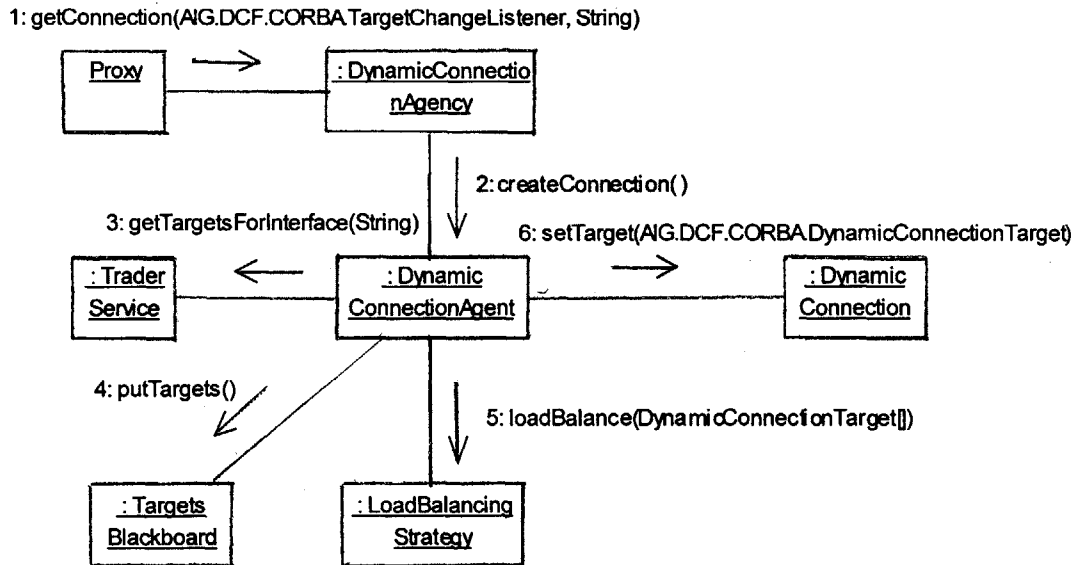 1: getConnection(AIG.DCF.CORBA.TargetChangeListener, String)
Proxy
: DynamicConnectio
nAgency
2: createConnection( )
3: getTargetsForInterface(String)
6: setTarget(AIG.DCF.CORBA.DynamicConnectionTarget)
: Trader
Service
: Dynamic
ConnectionAgent
: Dynamic
Connection
4: putTargets()
5: loadBalance(DynamicConnectionTarget[])
: Targets
Blackboard
: LoadBalancing
Strategy